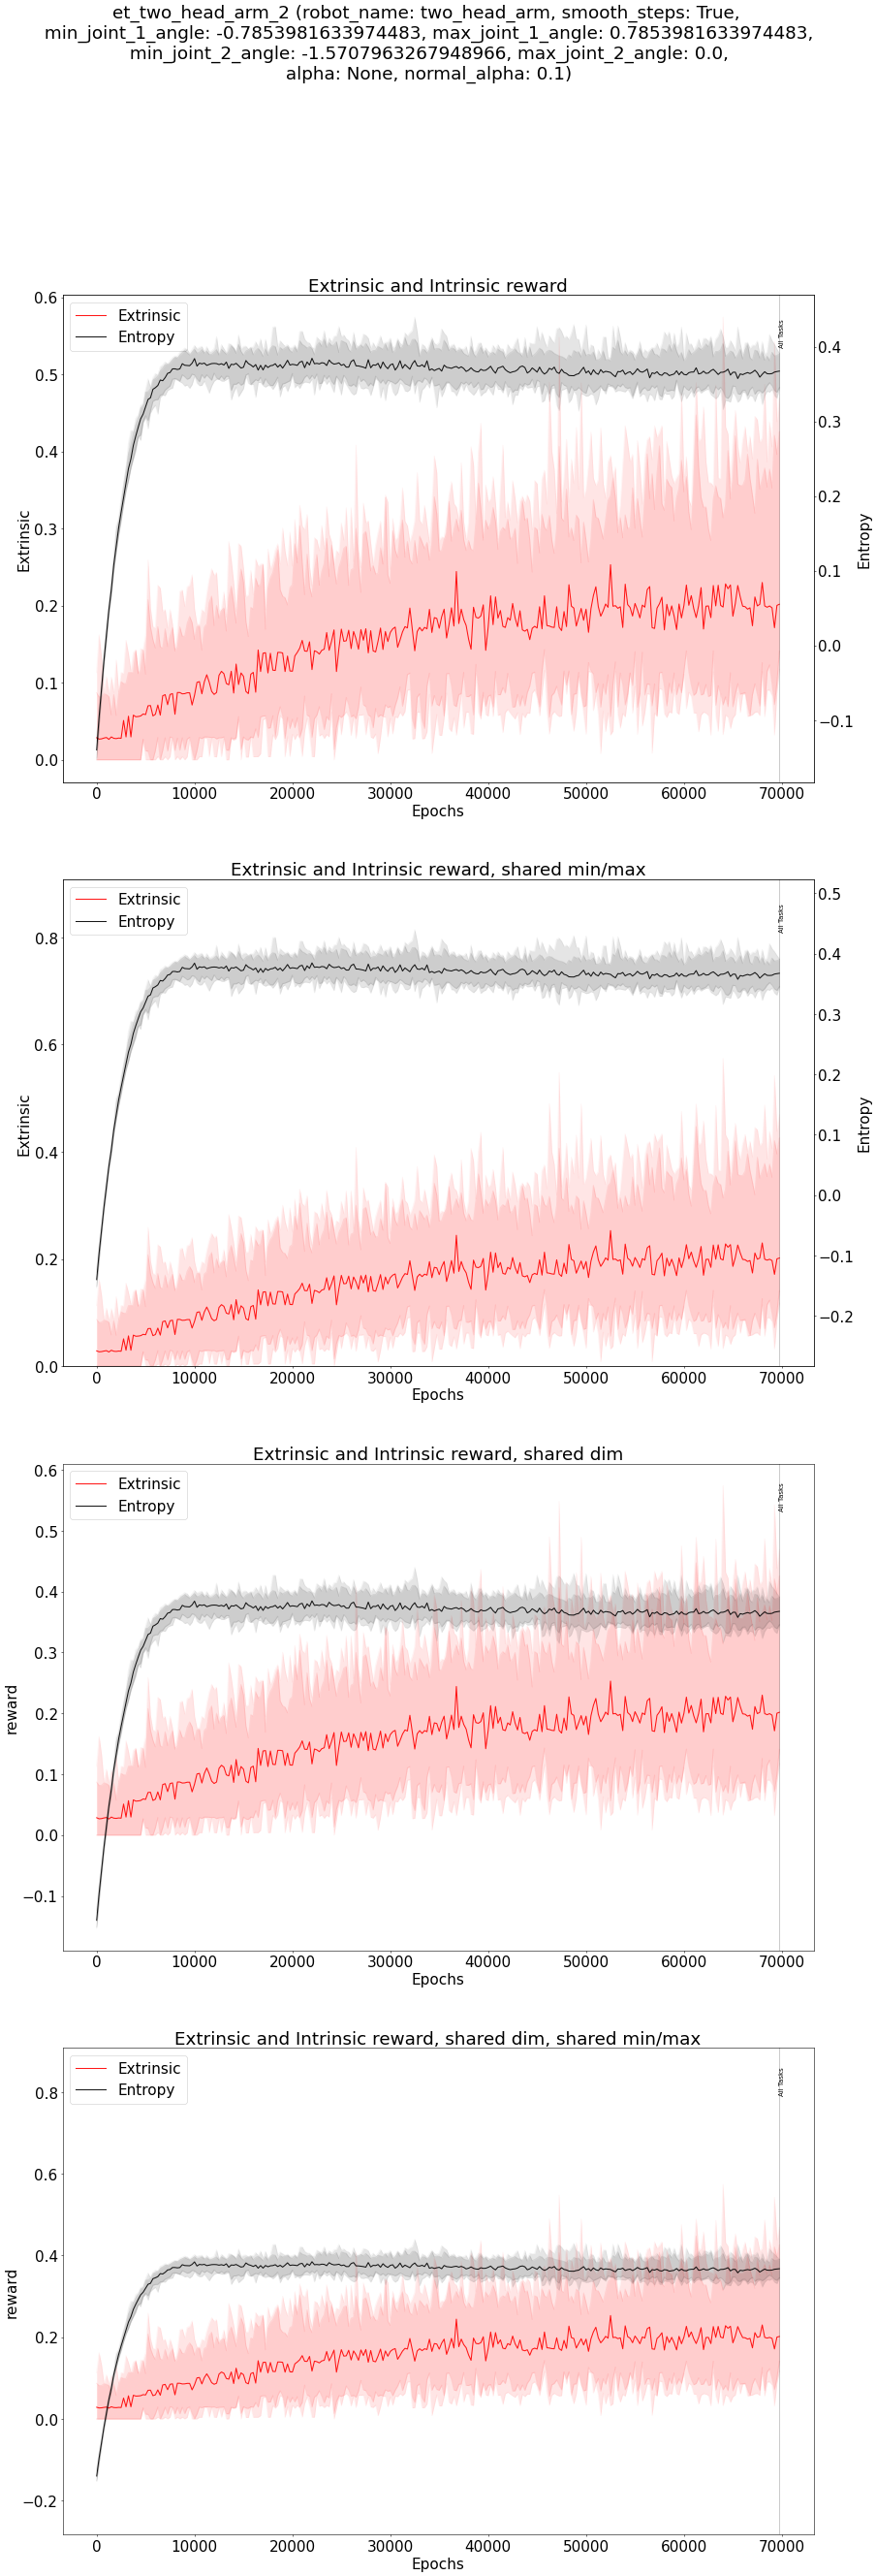 et_two_head_arm_2 (robot_name: two_head_arm, smooth_steps: True,
min_joint_1_angle: -0.7853981633974483, max_joint_1_angle: 0.7853981633974483,
min_joint_2_angle: -1.5707963267948966, max_joint_2_angle: 0.0,
alpha: None, normal_alpha: 0.1)
Extrinsic and Intrinsic reward
Extrinsic
Entropy
All Tasks
0.6
0.5
0.4
0.3
0.2
0.1
0.0
Extrinsic
0.4
0.3
0.2
0.1
0.0
−0.1
Entropy
0 10000 20000 30000 40000 50000 60000 70000
Epochs
Extrinsic and Intrinsic reward, shared min/max
Extrinsic
Entropy
All Tasks
0.8
0.6
0.4
0.2
0.0
Extrinsic
0.5
0.4
0.3
0.2
0.1
0.0
−0.1
−0.2
Entropy
0 10000 20000 30000 40000 50000 60000 70000
Epochs
Extrinsic and Intrinsic reward, shared dim
Extrinsic
Entropy
All Tasks
0.6
0.5
0.4
0.3
0.2
0.1
0.0
−0.1
reward
0 10000 20000 30000 40000 50000 60000 70000
Epochs
Extrinsic and Intrinsic reward, shared dim, shared min/max
Extrinsic
Entropy
All Tasks
0.8
0.6
0.4
0.2
0.0
−0.2
reward
0 10000 20000 30000 40000 50000 60000 70000
Epochs